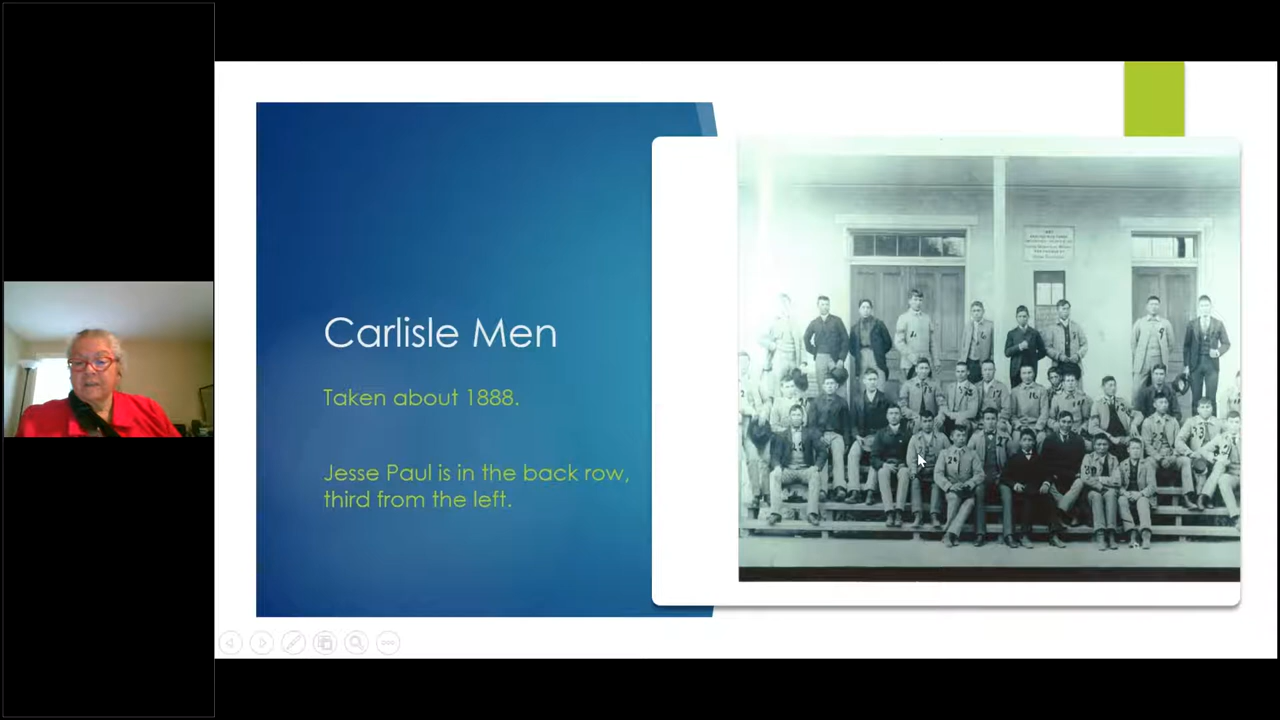 Carlisle Men
Taken about 1888.
Jesse Paul is in the back row,
third from the left.